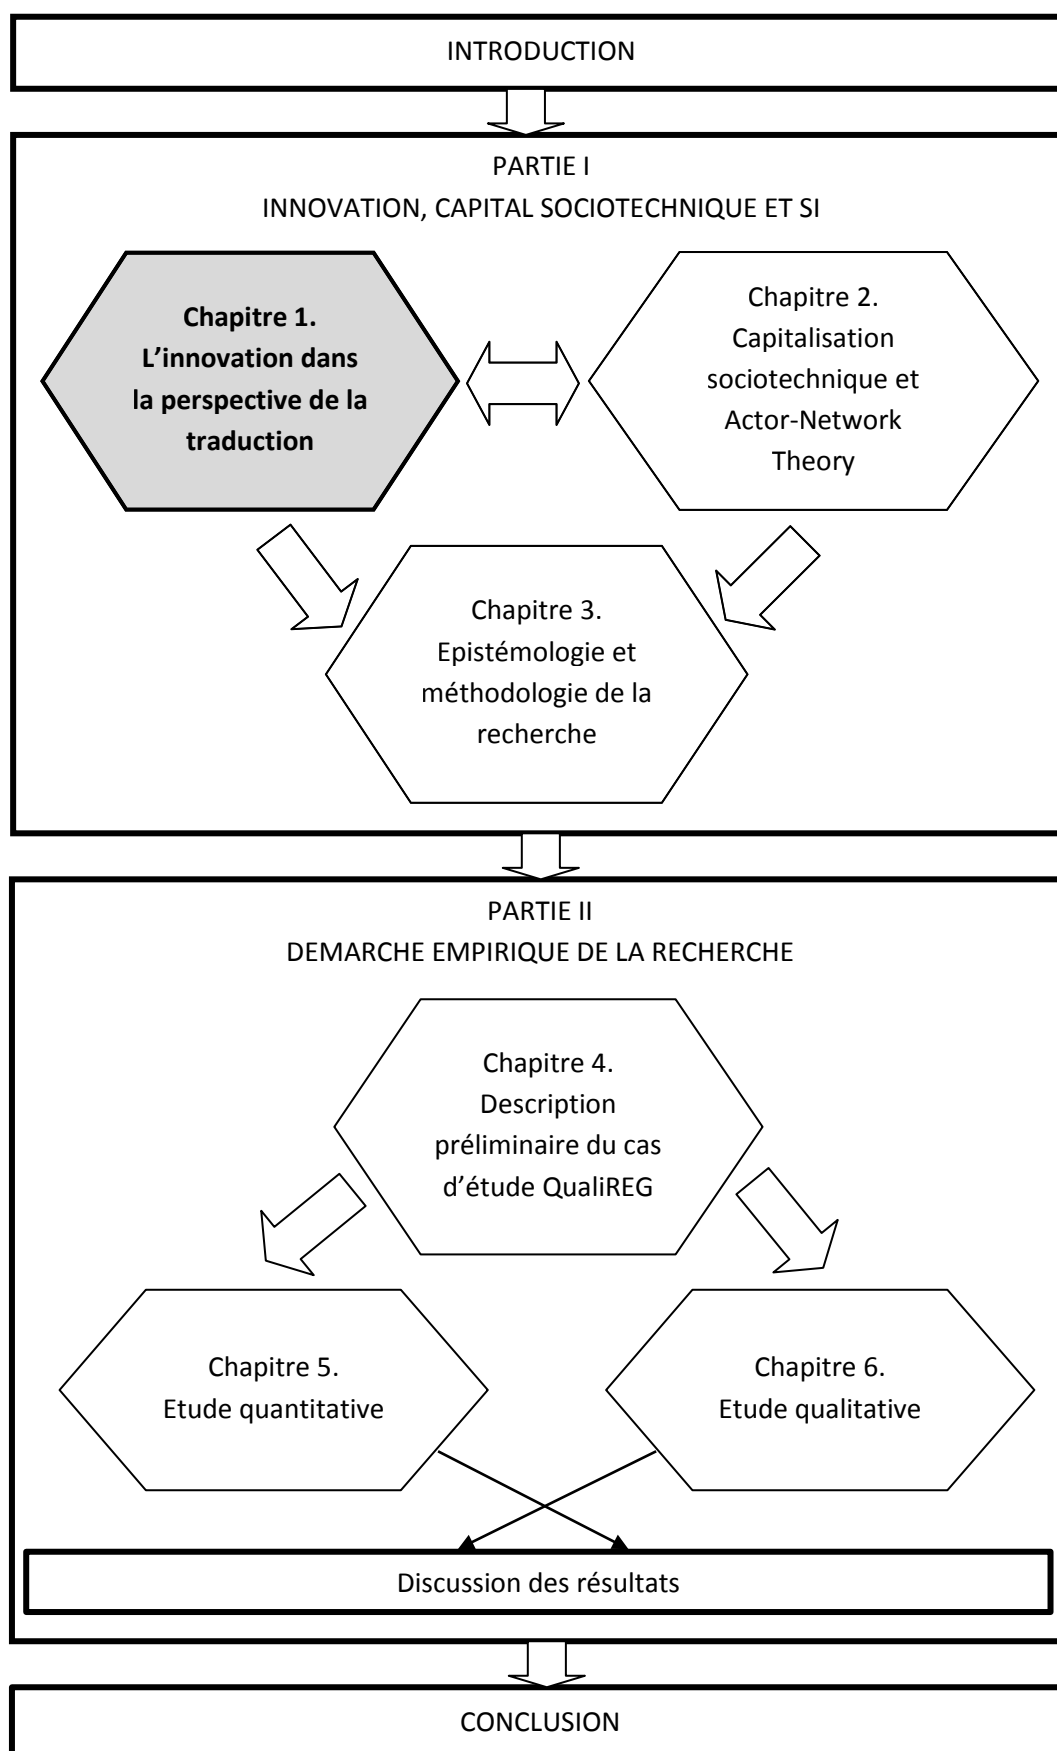 INTRODUCTION
PARTIE I
INNOVATION, CAPITAL SOCIOTECHNIQUE ET SI
Chapitre 1.
L’innovation dans
la perspective de la
traduction
Chapitre 2.
Capitalisation
sociotechnique et
Actor-Network
Theory
Chapitre 3.
Epistémologie et
méthodologie de la
recherche
PARTIE II
DEMARCHE EMPIRIQUE DE LA RECHERCHE
Chapitre 4.
Description
préliminaire du cas
d’étude QualiREG
Chapitre 5.
Etude quantitative
Chapitre 6.
Etude qualitative
Discussion des résultats
CONCLUSION